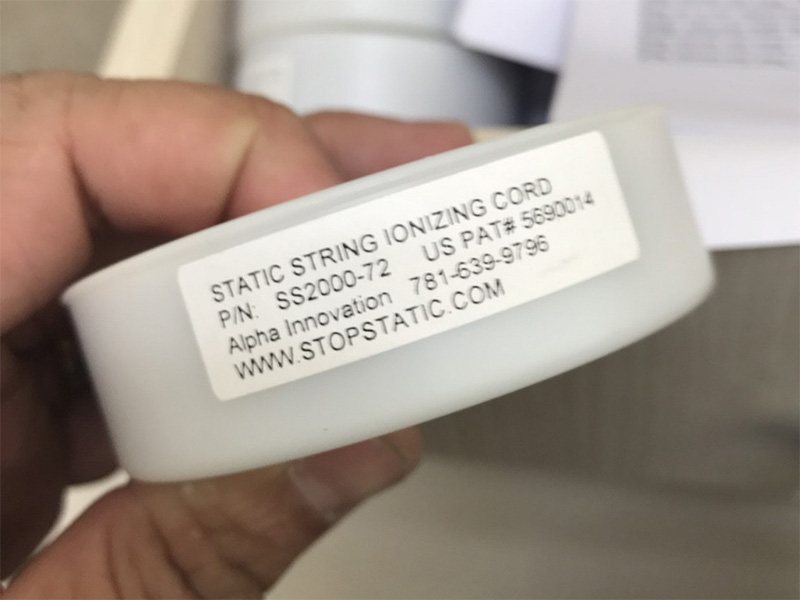 STATIC STRING IONIZING CORD
P/N: SS2000-72 US PAT# 5690014
Alpha Innovation 781-639-9796
WWW.STOPSTATIC.COM